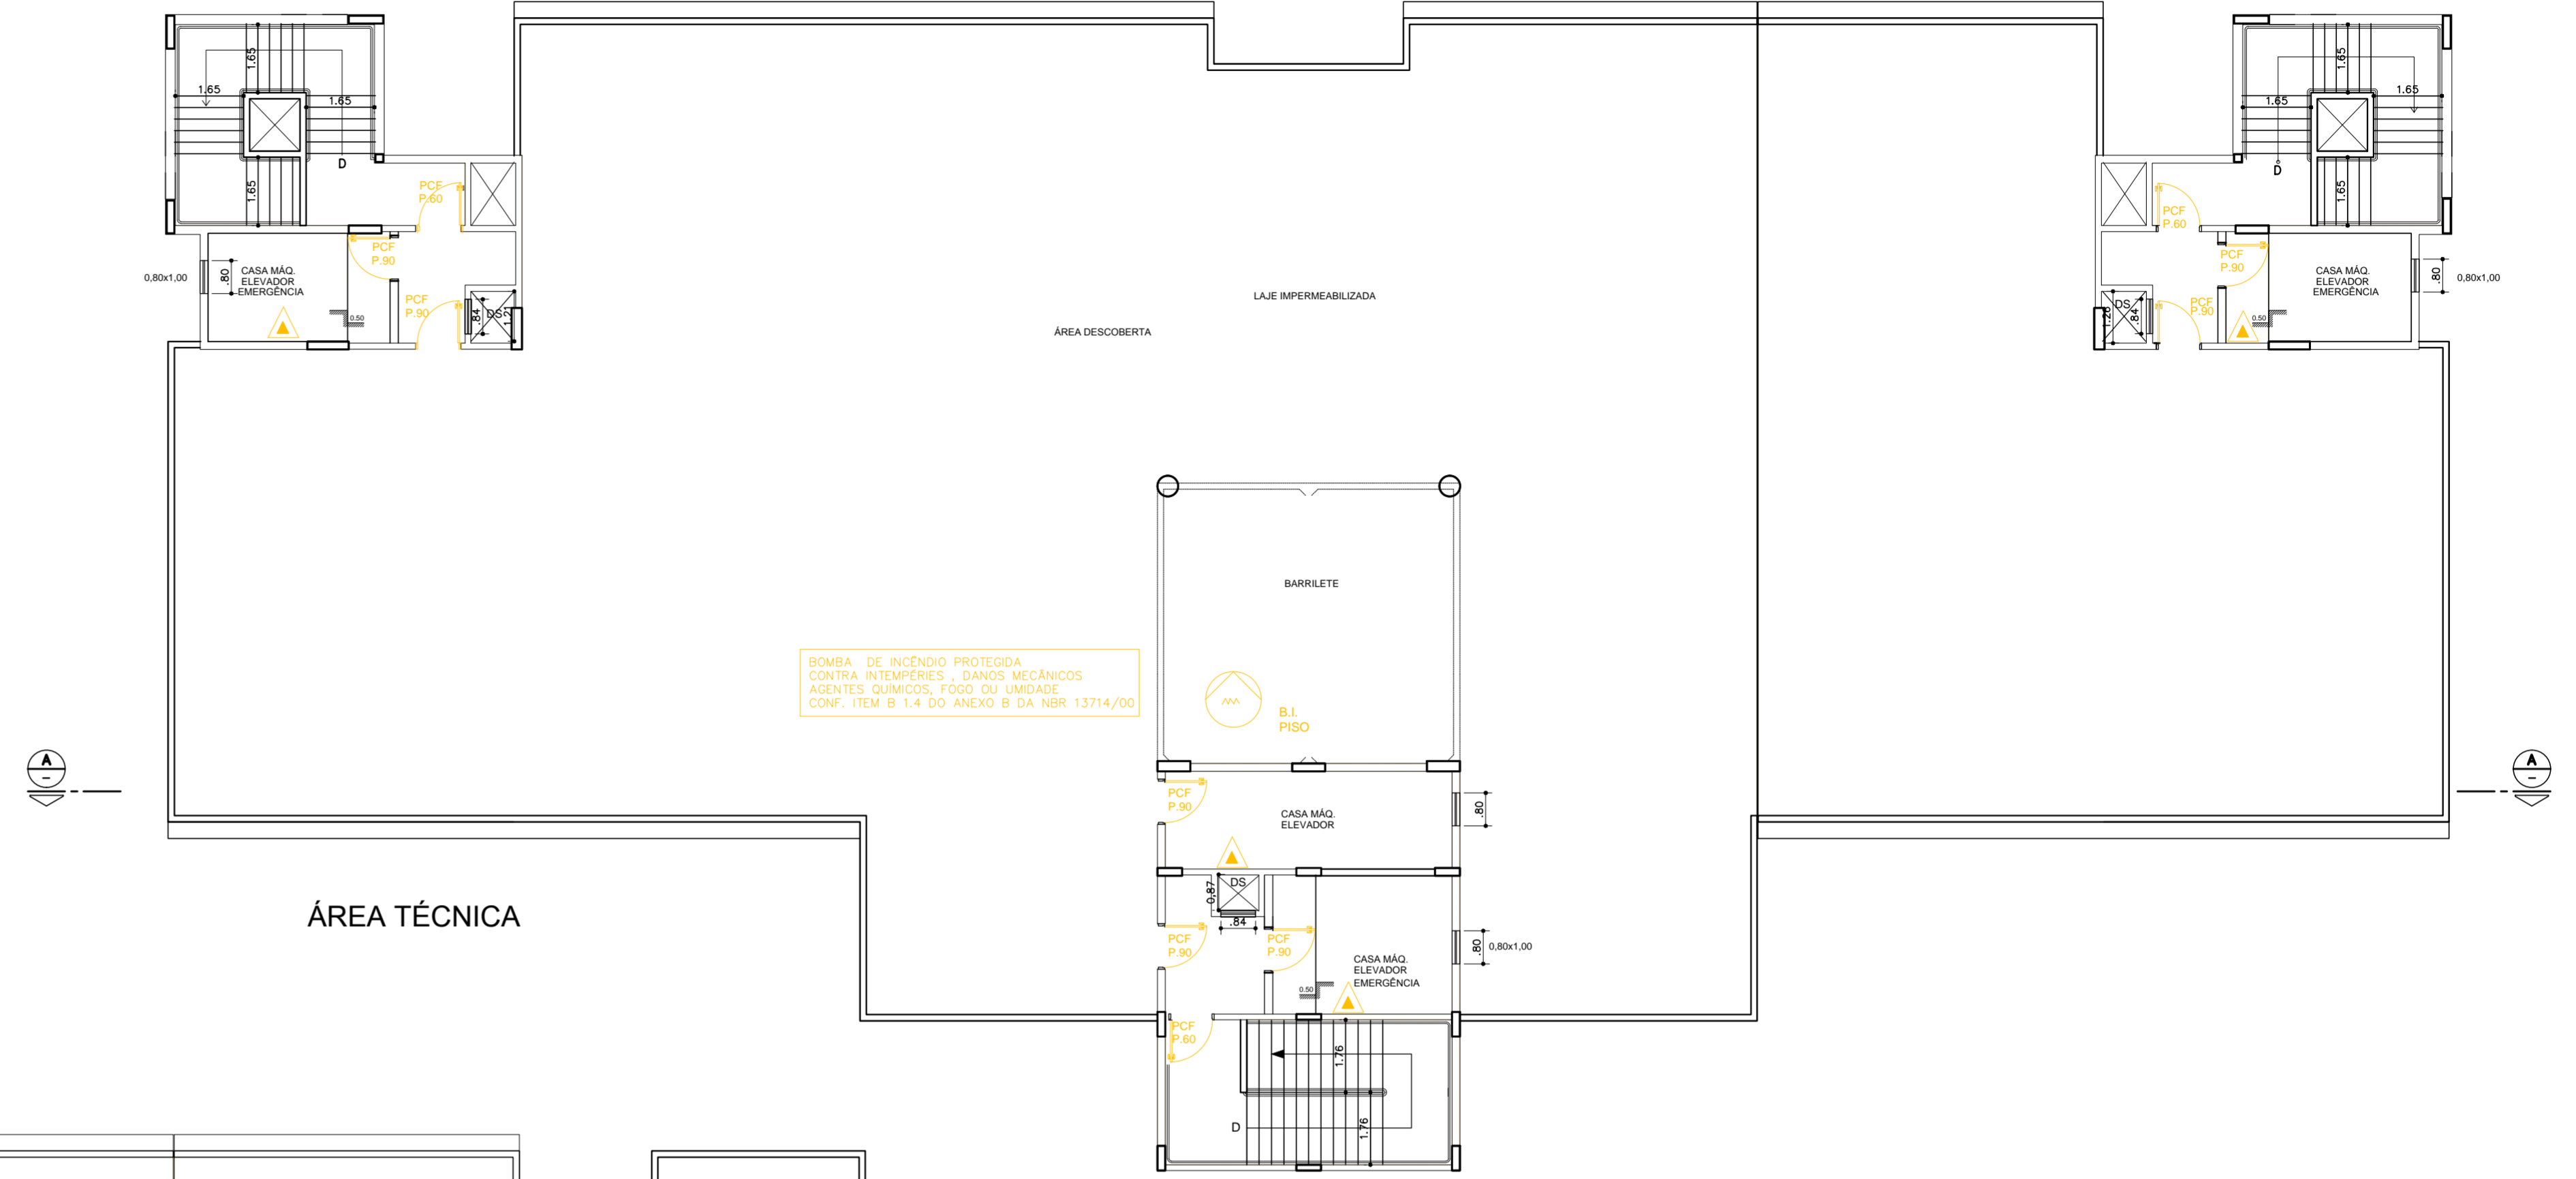 1.65
1.65
1.65
1.65
D
PCF
P.60
PCF
P.90
PCF
P.90
0,80x1,00
.80
CASA MÁQ.
ELEVADOR
EMERGÊNCIA
0.50
.84
DS
1.21
LAJE IMPERMEABILIZADA
ÁREA DESCOBERTA
1.65
1.65
1.65
1.65
D
PCF
P.60
PCF
P.90
PCF
P.90
CASA MÁQ.
ELEVADOR
EMERGÊNCIA
.80
0,80x1,00
0.50
DS
.84
1.26
BARRILETE
BOMBA DE INCÊNDIO PROTEGIDA
CONTRA INTEMPÉRIES , DANOS MECÂNICOS
AGENTES QUÍMICOS, FOGO OU UMIDADE
CONF. ITEM B 1.4 DO ANEXO B DA NBR 13714/00
B.I.
PISO
A
-
A
-
PCF
P.90
CASA MÁQ.
ELEVADOR
.80
ÁREA TÉCNICA
0,87
DS
.84
PCF
P.90
PCF
P.90
CASA MÁQ.
ELEVADOR
EMERGÊNCIA
.80
0,80x1,00
0.50
PCF
P.60
1.76
D
1.76